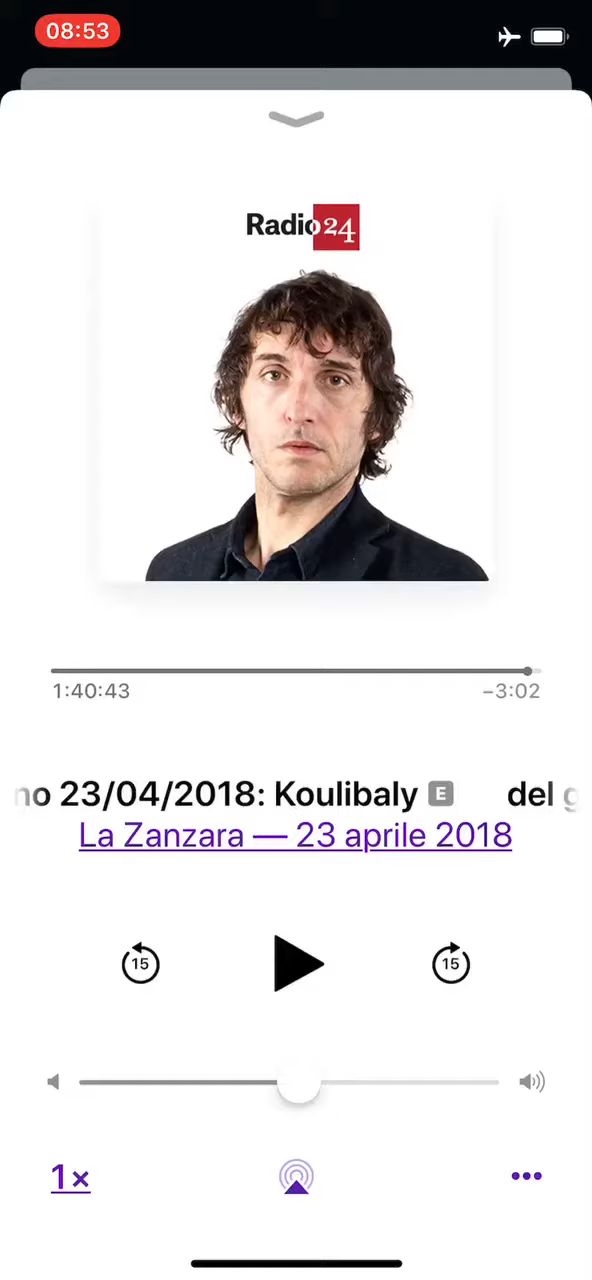 08:53
Radio24
1:40:43
−3:02
no 23/04/2018: Koulibaly E del
La Zanzara — 23 aprile 2018
15
15
1×